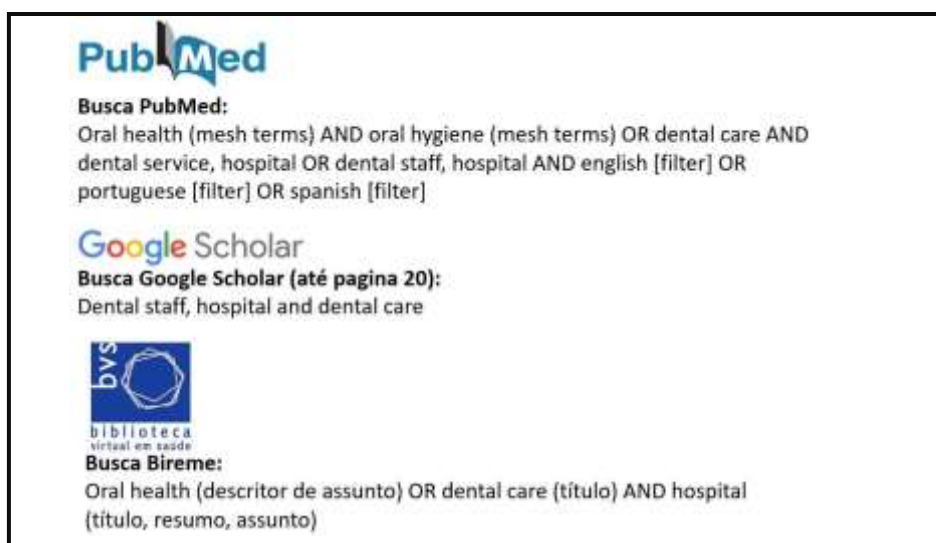 PubMed
Busca PubMed:
Oral health (mesh terms) AND oral hygiene (mesh terms) OR dental care AND
dental service, hospital OR dental staff, hospital AND english [filter] OR
portuguese [filter] OR spanish [filter]
Google Scholar
Busca Google Scholar (até pagina 20):
Dental staff, hospital and dental care
bvs
biblioteca
virtual em saúde
Busca Bireme:
Oral health (descritor de assunto) OR dental care (título) AND hospital
(título, resumo, assunto)